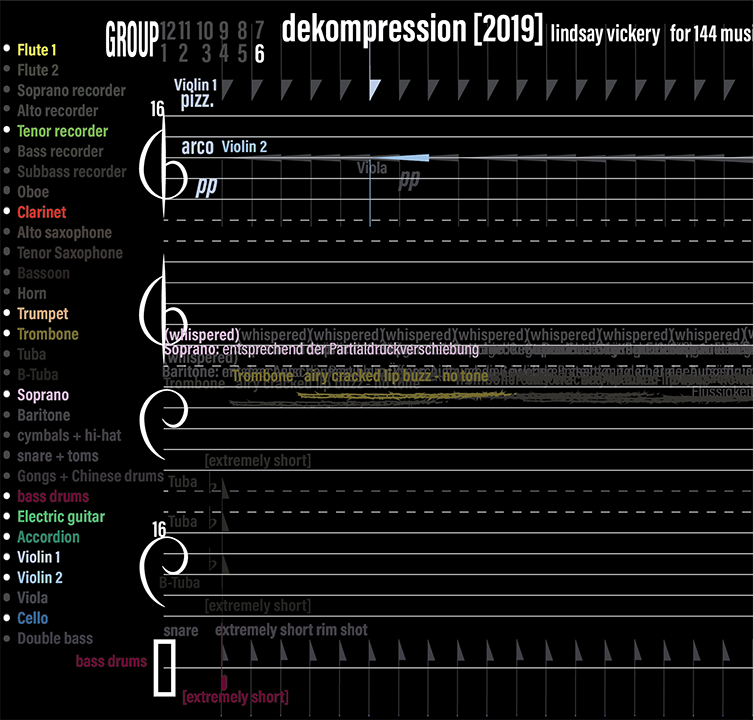 GROUP
12 11 10 9 8 7
1 2 3 4 5 6
dekompression [2019] lindsay vickery for 144 musi
Flute 1
Flute 2
Soprano recorder
Alto recorder
Tenor recorder
Bass recorder
Subbass recorder
Oboe
Clarinet
Alto saxophone
Tenor Saxophone
Bassoon
Horn
Trumpet
Trombone
Tuba
B-Tuba
Soprano
Baritone
cymbals + hi-hat
snare + toms
Gongs + Chinese drums
bass drums
Electric guitar
Accordion
Violin 1
Violin 2
Viola
Cello
Double bass
Violin 1
pizz.
16
arco Violin 2
Viola
pp pp
(whispered) (whispered) (whispered) (whispered) (whispered) (whispered) (whispered) (whispered)
Soprano: entsprechend der Partialdruckverschiebung
(whispered)
Trombone - airy cracked lip buzz - no tone
[extremely short]
Tuba
Tuba
16
B-Tuba
[extremely short]
snare extremely short rim shot
bass drums
[extremely short]